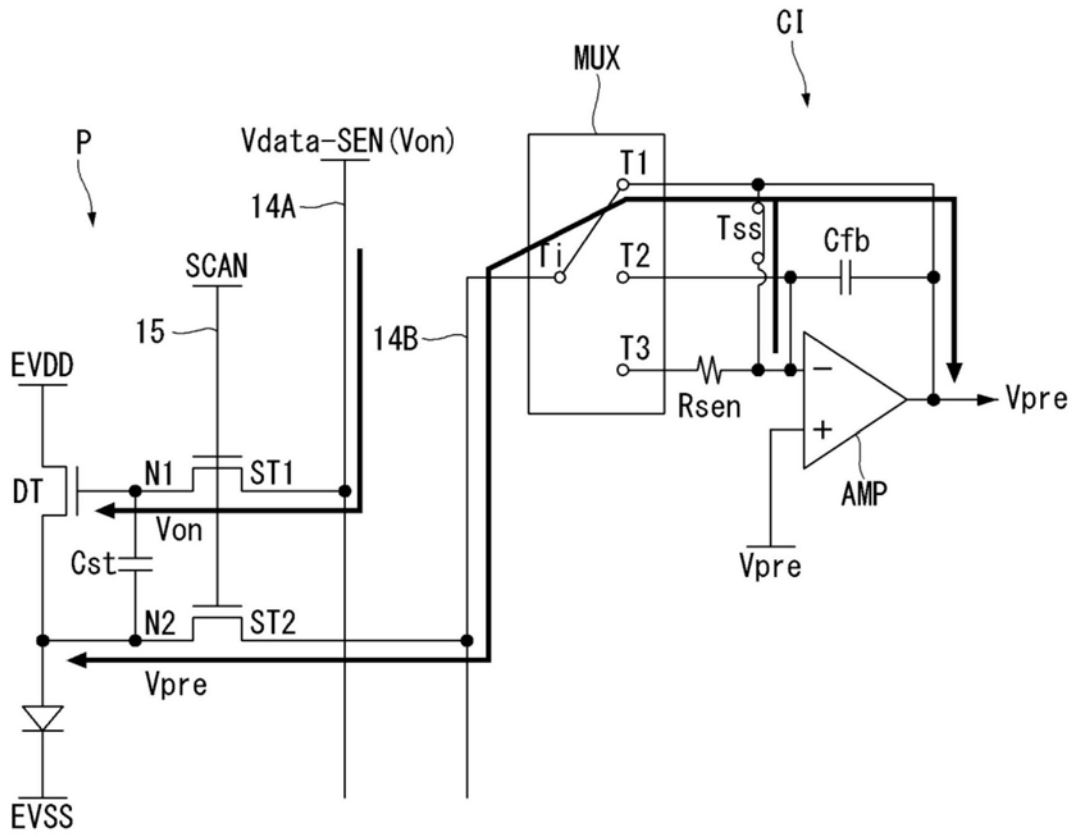 CI
MUX
P
Vdata-SEN(Von)
T1
14A
Tss
Cfb
Ti
T2
SCAN
15
14B
T3
EVDD
Rsen
−
Vpre
N1
ST1
+
DT
AMP
Von
Cst
Vpre
N2
ST2
Vpre
EVSS